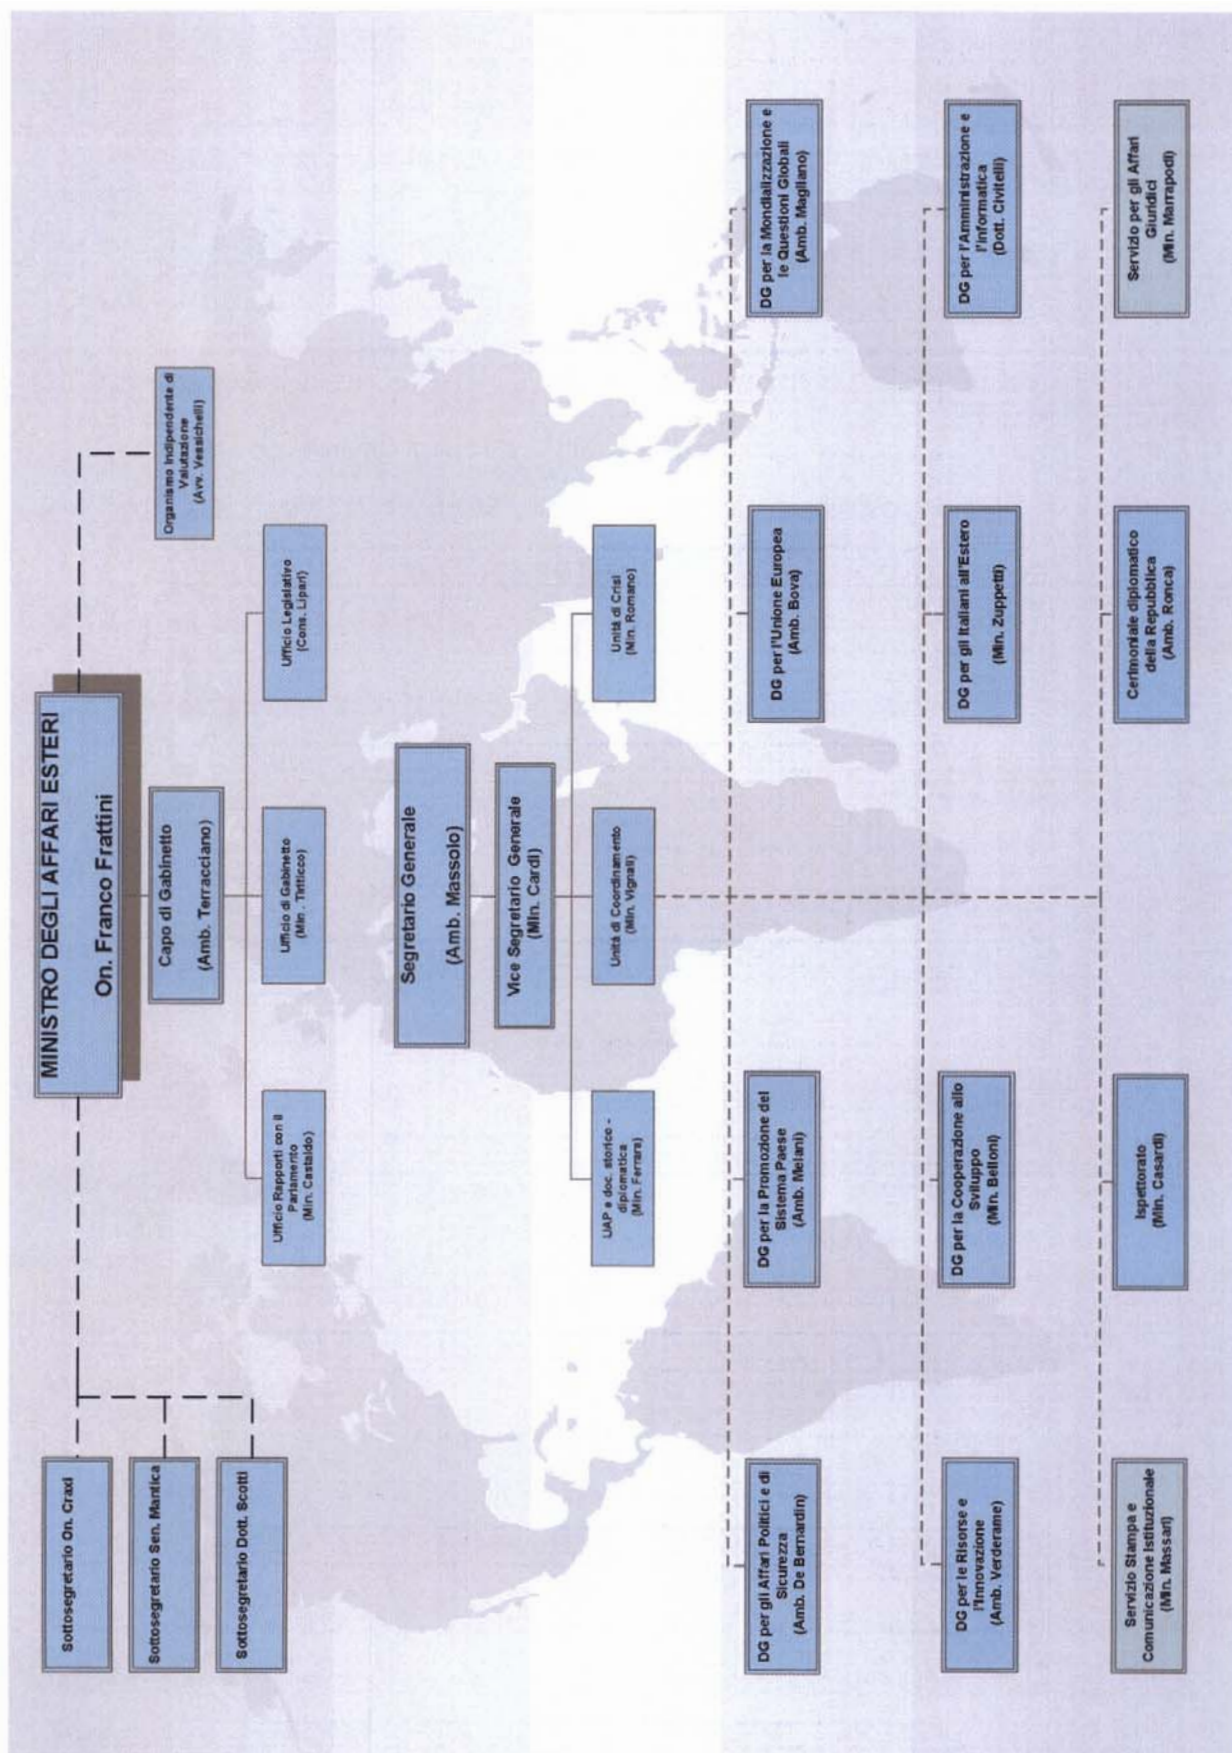 MINISTRO DEGLI AFFARI ESTERI
On. Franco Frattini
Sottosegretario On. Craxi
Sottosegretario Sen. Mantica
Sottosegretario Dott. Scotti
Capo di Gabinetto
(Amb. Terracciano)
Organismo Indipendente di
Valutazione
(Avv. Vessichelli)
Ufficio Rapporti con il
Parlamento
(Min. Castaldo)
Ufficio di Gabinetto
(Min . Tiriticco)
Ufficio Legislativo
(Cons. Lipari)
Segretario Generale
(Amb. Massolo)
Vice Segretario Generale
(Min. Cardi)
UAP e doc. storico -
diplomatica
(Min. Ferrara)
Unità di Coordinamento
(Min. Vignali)
Unità di Crisi
(Min. Romano)
DG per gli Affari Politici e di
Sicurezza
(Amb. De Bernardin)
DG per la Promozione del
Sistema Paese
(Amb. Melani)
DG per l'Unione Europea
(Amb. Bova)
DG per la Mondializzazione e
le Questioni Globali
(Amb. Magliano)
DG per le Risorse e
l'Innovazione
(Amb. Verderame)
DG per la Cooperazione allo
Sviluppo
(Min. Belloni)
DG per gli Italiani all'Estero
(Min. Zuppetti)
DG per l'Amministrazione e
l'Informatica
(Dott. Civitelli)
Servizio Stampa e
Comunicazione Istituzionale
(Min. Massari)
Ispettorato
(Min. Casardi)
Cerimoniale diplomatico
della Repubblica
(Amb. Ronca)
Servizio per gli Affari
Giuridici
(Min. Marrapodi)